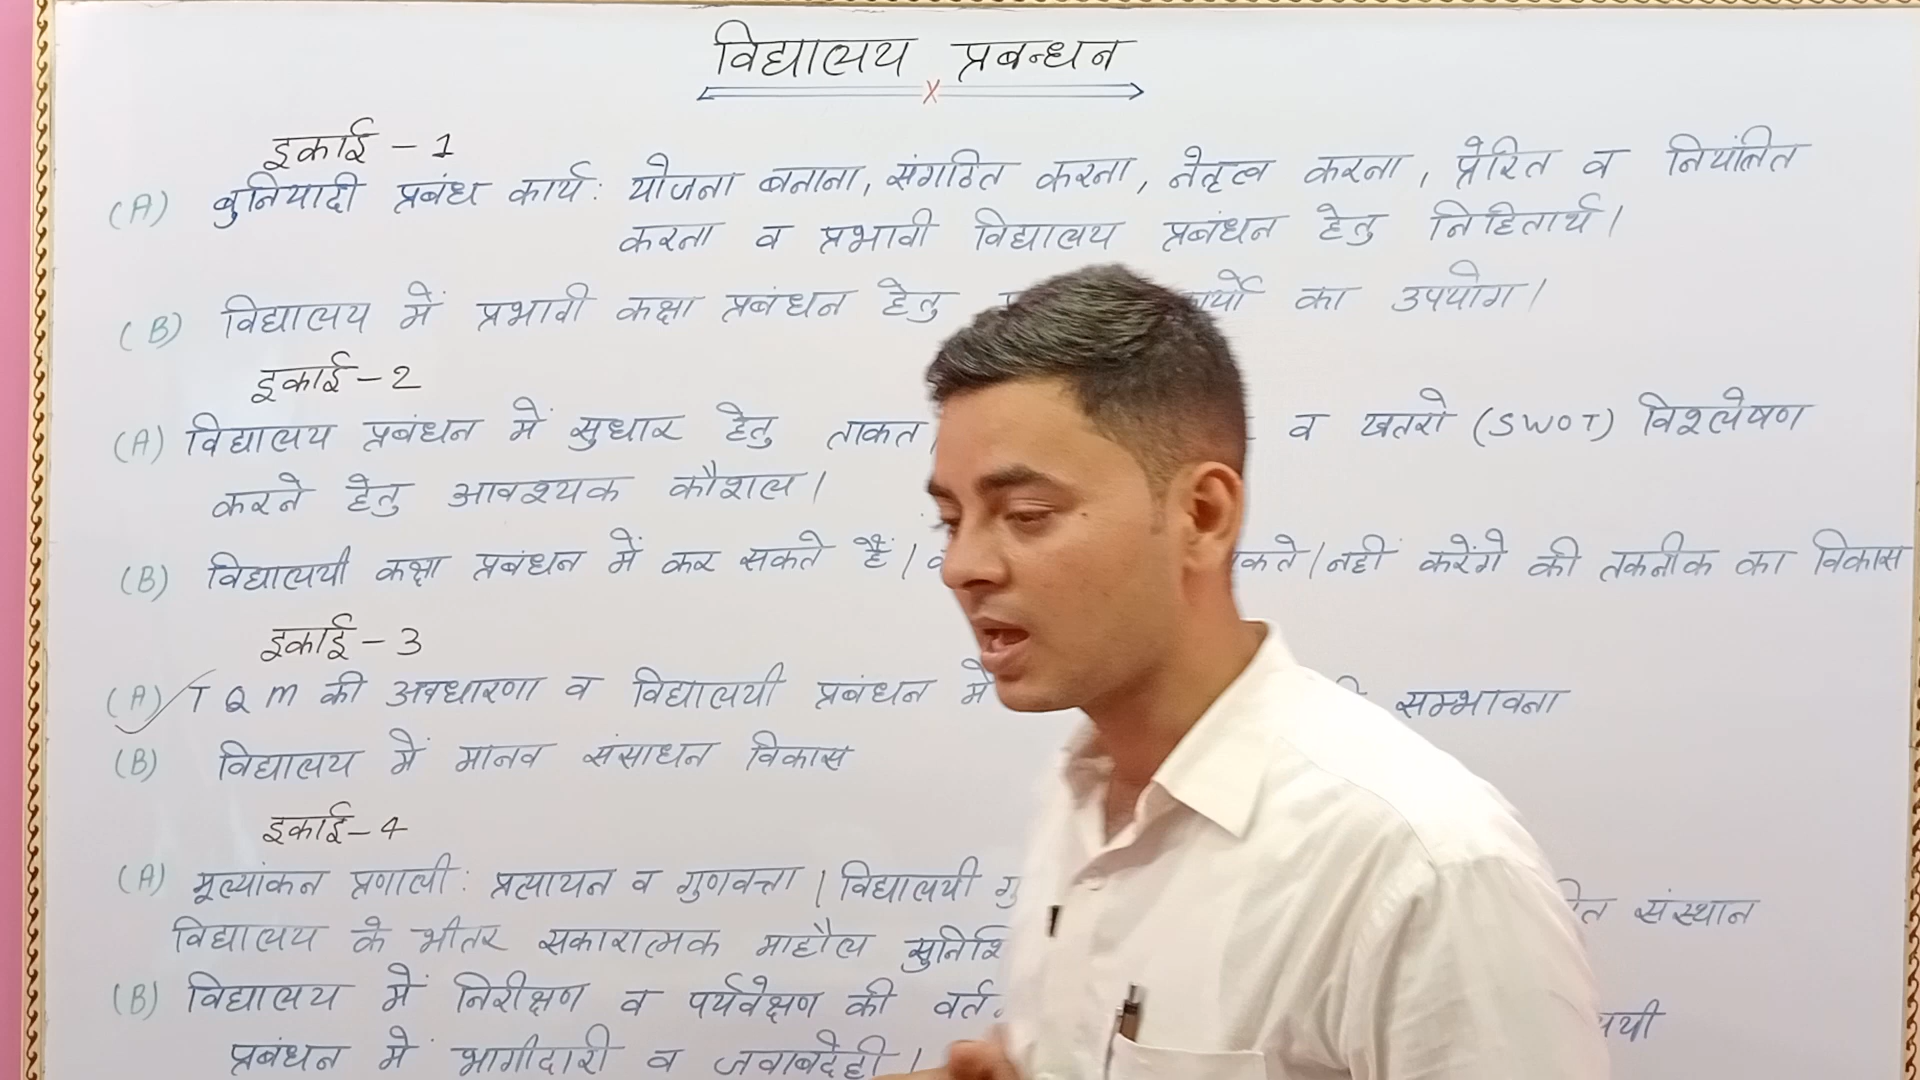 विद्यालय प्रबन्धन
इकाई - 1
(A) बुनियादी प्रबंध कार्य: योजना बनाना, संगठित करना, नेतृत्व करना, प्रेरित व नियंत्रित
करना व प्रभावी विद्यालय प्रबंधन हेतु निहितार्थ।
(B) विद्यालय में प्रभावी कक्षा प्रबंधन हेतु का उपयोग।
इकाई - 2
(A) विद्यालय प्रबंधन में सुधार हेतु ताकत, व खतरो (SWOT) विश्लेषण
करने हेतु आवश्यक कौशल।
(B) विद्यालयी कक्षा प्रबंधन में कर सकते हैं / नहीं करेंगे की तकनीक का विकास
इकाई - 3
(A) T Q M की अवधारणा व विद्यालयी प्रबंधन में सम्भावना
(B) विद्यालय में मानव संसाधन विकास
इकाई - 4
(A) मूल्यांकन प्रणाली: प्रत्यायन व गुणवत्ता / विद्यालयी संस्थान
विद्यालय के भीतर सकारात्मक माहौल
(B) विद्यालय में निरीक्षण व पर्यवेक्षण की
प्रबंधन में भागीदारी व जवाबदेही।